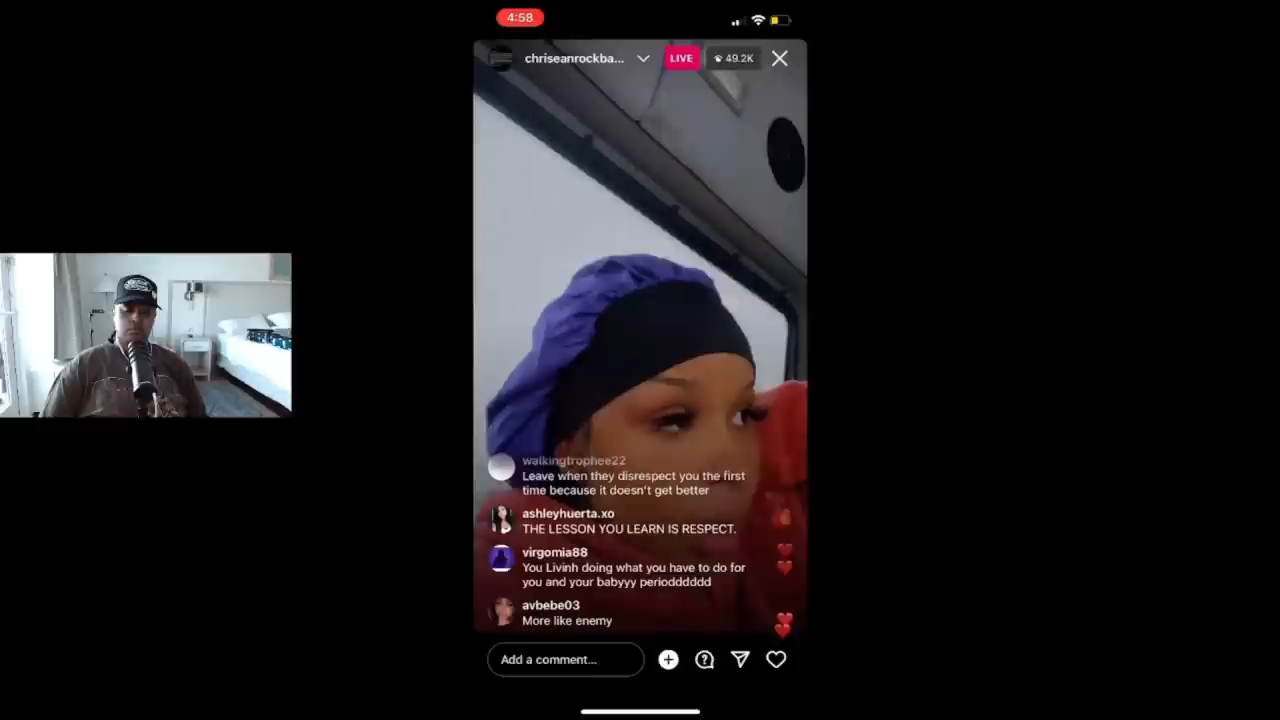 4:58
chriseanrockba...
LIVE
49.2K
walkingtrophee22
Leave when they disrespect you the first
time because it doesn't get better
ashleyhuerta.xo
THE LESSON YOU LEARN IS RESPECT.
virgomia88
You Livinh doing what you have to do for
you and your babyyy periodddddd
avbebe03
More like enemy
Add a comment...